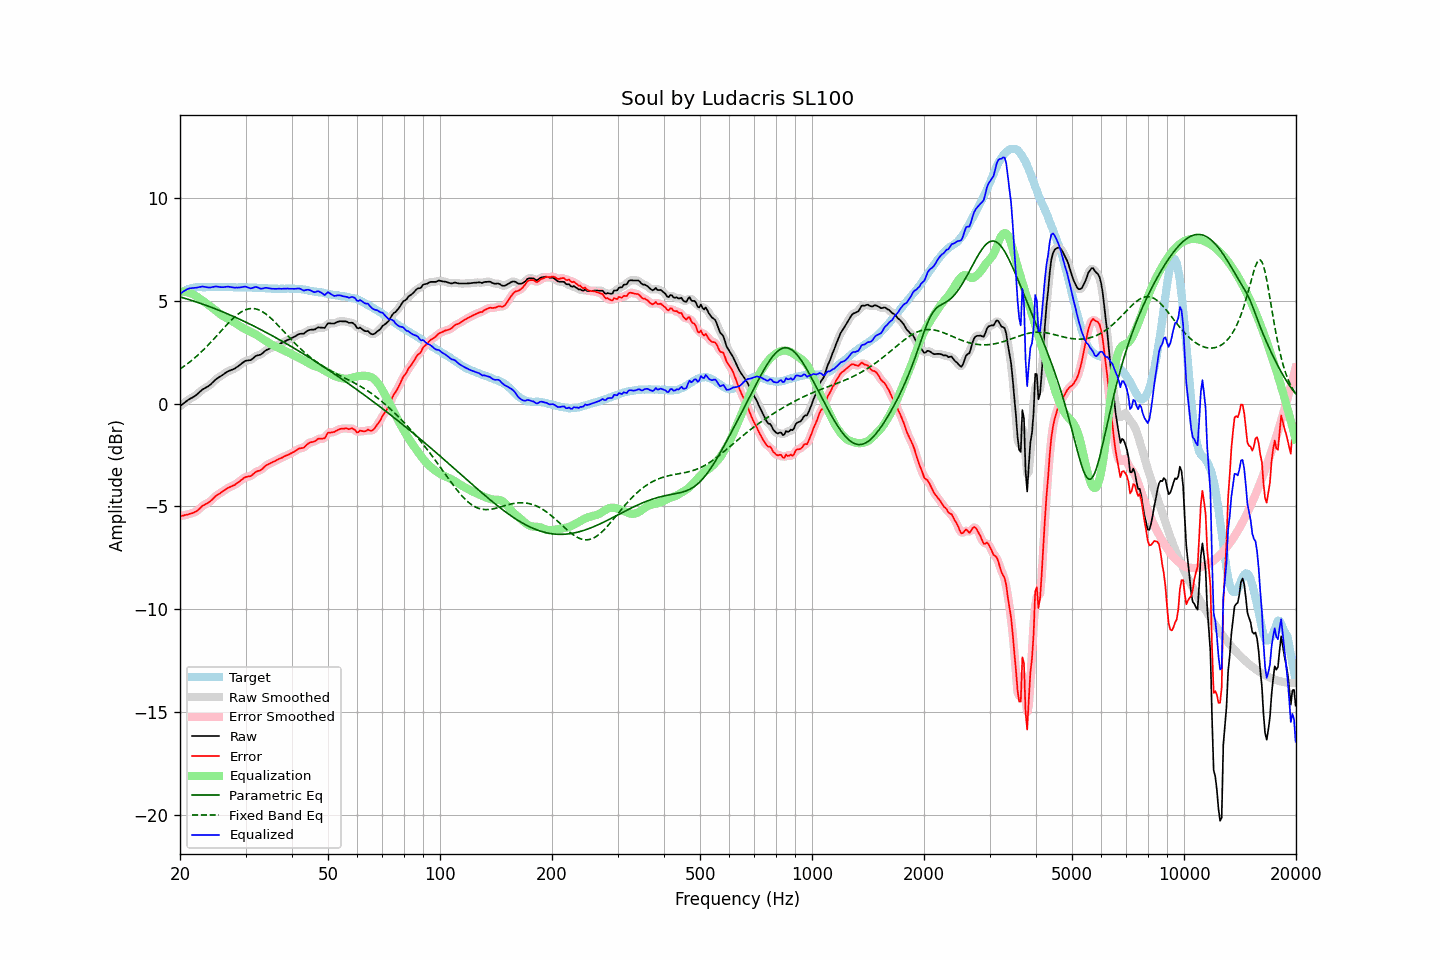 Soul by Ludacris SL100
Amplitude (dBr)
10
5
0
−5
−10
−15
−20
Target
Raw Smoothed
Error Smoothed
Raw
Error
Equalization
Parametric Eq
Fixed Band Eq
Equalized
20 50 100 200 500 1000 2000 5000 10000 20000
Frequency (Hz)